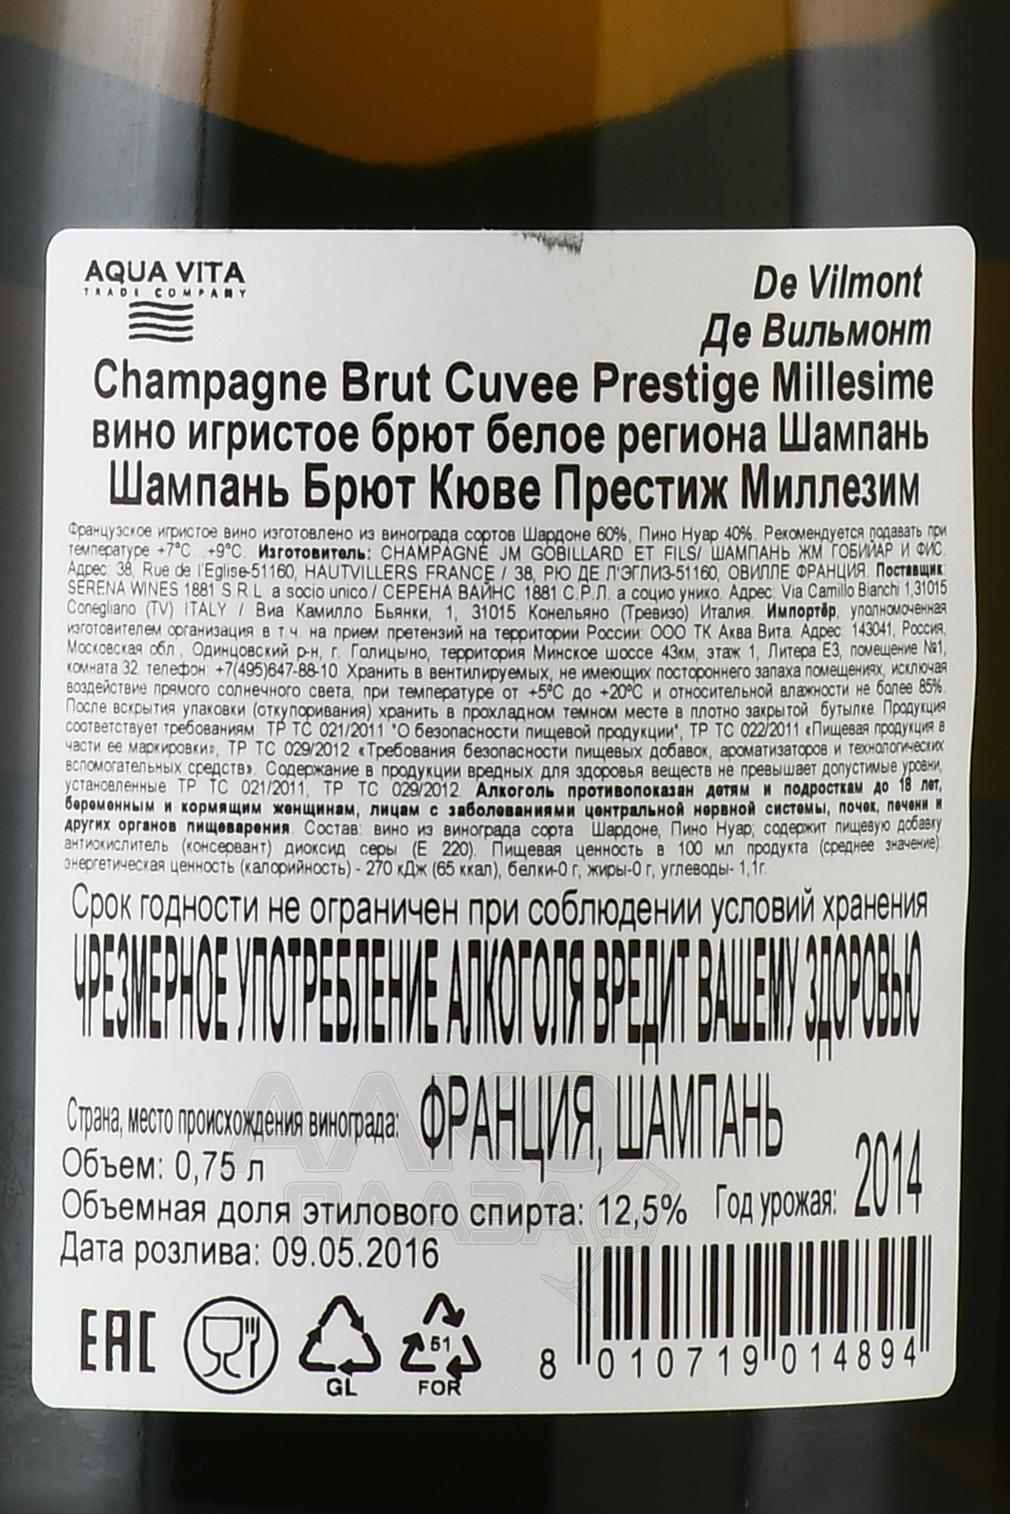 AQUA VITA
TRADE COMPANY
De Vilmont
Де Вильмонт
Champagne Brut Cuvee Prestige Millesime
вино игристое брют белое региона Шампань
Шампань Брют Кюве Престиж Миллезим
Французское игристое вино изготовлено из винограда сортов Шардоне 60%, Пино Нуар 40%. Рекомендуется подавать при
температуре +7°С ..+9°С. Изготовитель: CHAMPAGNE JM GOBILLARD ET FILS/ ШАМПАНЬ ЖМ ГОБИЙАР И ФИС.
Адрес: 38, Rue de l'Eglise-51160, HAUTVILLERS FRANCE / 38, РЮ ДЕ Л'ЭГЛИЗ-51160, ОВИЛЛЕ ФРАНЦИЯ. Поставщик:
SERENA WINES 1881 S.R.L. a socio unico / СЕРЕНА ВАЙНС 1881 С.Р.Л. а социо унико. Адрес: Via Camillo Bianchi 1,31015
Conegliano (TV) ITALY / Виа Камилло Бьянки, 1, 31015 Конельяно (Тревизо) Италия. Импортёр, уполномоченная
изготовителем организация в т.ч. на прием претензий на территории России: ООО ТК Аква Вита. Адрес: 143041, Россия,
Московская обл., Одинцовский р-н, г. Голицыно, территория Минское шоссе 43км, этаж 1, Литера Е3, помещение №1,
комната 32. телефон: +7(495)647-88-10. Хранить в вентилируемых, не имеющих постороннего запаха помещениях, исключая
воздействие прямого солнечного света, при температуре от +5°С до +20°С и относительной влажности не более 85%.
После вскрытия упаковки (откупоривания) хранить в прохладном темном месте в плотно закрытой бутылке. Продукция
соответствует требованиям: ТР ТС 021/2011 "О безопасности пищевой продукции", ТР ТС 022/2011 «Пищевая продукция в
части ее маркировки», ТР ТС 029/2012 «Требования безопасности пищевых добавок, ароматизаторов и технологических
вспомогательных средств». Содержание в продукции вредных для здоровья веществ не превышает допустимые уровни,
установленные ТР ТС 021/2011, ТР ТС 029/2012. Алкоголь противопоказан детям и подросткам до 18 лет,
беременным и кормящим женщинам, лицам с заболеваниями центральной нервной системы, почек, печени и
других органов пищеварения. Состав: вино из винограда сорта Шардоне, Пино Нуар; содержит пищевую добавку
антиокислитель (консервант) диоксид серы (Е 220). Пищевая ценность в 100 мл продукта (среднее значение):
энергетическая ценность (калорийность) - 270 кДж (65 ккал), белки-0 г, жиры-0 г, углеводы- 1,1г.
Срок годности не ограничен при соблюдении условий хранения
ЧРЕЗМЕРНОЕ УПОТРЕБЛЕНИЕ АЛКОГОЛЯ ВРЕДИТ ВАШЕМУ ЗДОРОВЬЮ
Страна, место происхождения винограда: ФРАНЦИЯ, ШАМПАНЬ
Объем: 0,75 л
Объемная доля этилового спирта: 12,5% Год урожая: 2014
Дата розлива: 09.05.2016
EAC
GL
51
FOR
8 010719 014894
ААКО
ПЛАЗА
.ru